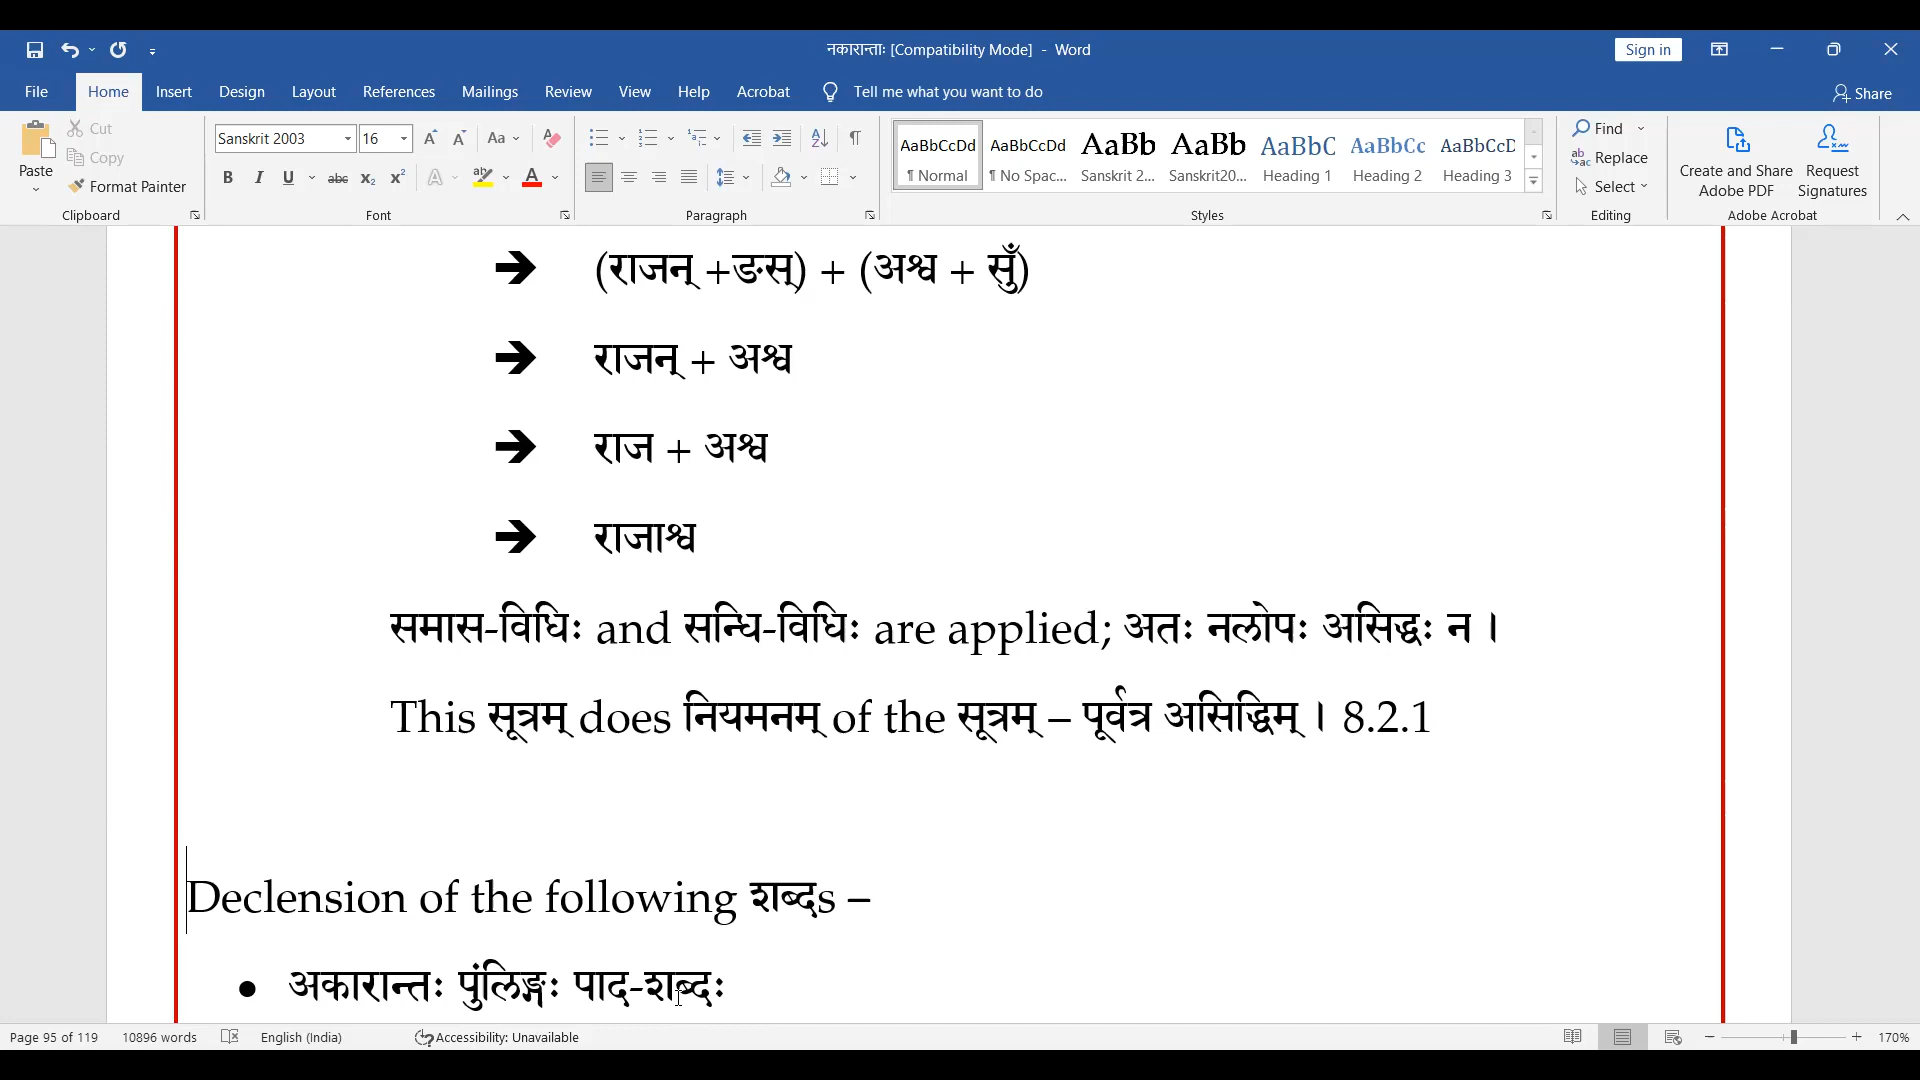 नकारान्ताः [Compatibility Mode] - Word
Sign in
File Home Insert Design Layout References Mailings Review View Help Acrobat Tell me what you want to do Share
Paste
Cut
Copy
Format Painter
Clipboard
Sanskrit 2003 16
Font
Paragraph
AaBbCcDd AaBbCcDd AaBb AaBb AaBbC AaBbCc AaBbCcD
¶ Normal ¶ No Spac... Sanskrit 2... Sanskrit20... Heading 1 Heading 2 Heading 3
Styles
Find
Replace
Select
Editing
Create and Share
Adobe PDF
Request
Signatures
Adobe Acrobat
➔ (राजन् +ङस्) + (अश्व + सुँ)
➔ राजन् + अश्व
➔ राज + अश्व
➔ राजाश्व
समास-विधिः and सन्धि-विधिः are applied; अतः नलोपः असिद्धः न ।
This सूत्रम् does नियमनम् of the सूत्रम् – पूर्वत्र असिद्धिम् । 8.2.1
Declension of the following शब्दs –
● अकारान्तः पुंलिङ्गः पाद-शब्दः
Page 95 of 119 10896 words English (India) Accessibility: Unavailable 170%